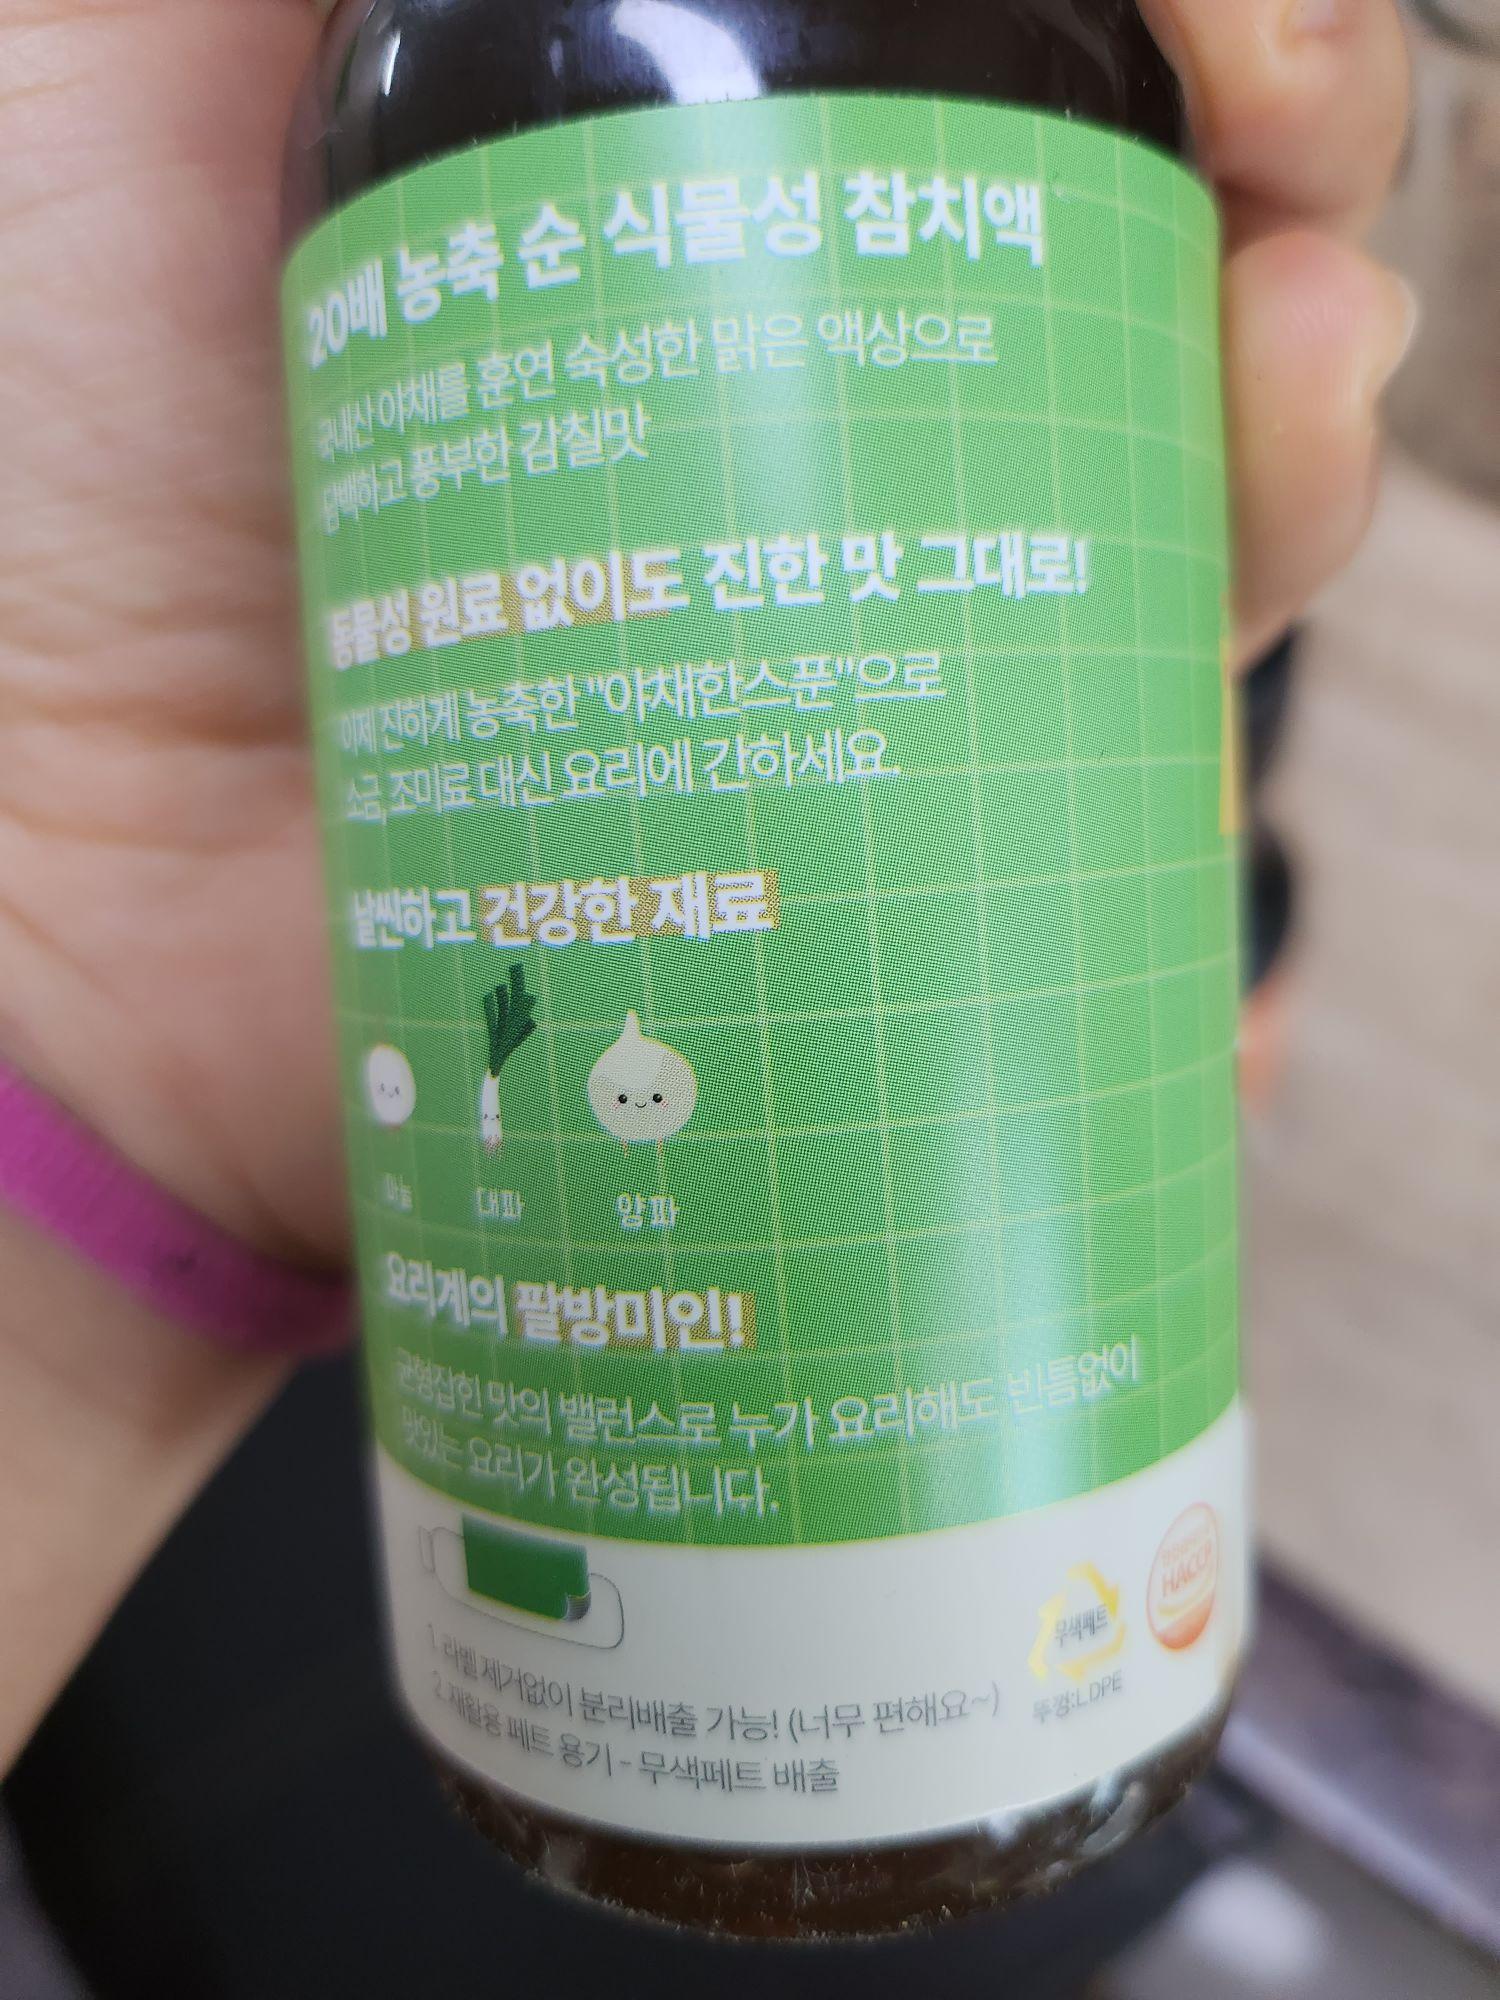 20배 농축 순 식물성 참치액
국내산 야채를 훈연 숙성한 맑은 액상으로
담백하고 풍부한 감칠맛
동물성 원료 없이도 진한 맛 그대로!
이제 진하게 농축한 "야채한스푼"으로
소금, 조미료 대신 요리에 간하세요.
날씬하고 건강한 재료
마늘
대파
양파
요리계의 팔방미인!
균형잡힌 맛의 밸런스로 누가 요리해도 빈틈없이
맛있는 요리가 완성됩니다.
1. 라벨 제거없이 분리배출 가능! (너무 편해요~)
2. 재활용 페트 용기 - 무색페트 배출
무색페트
뚜껑:LDPE
HACCP